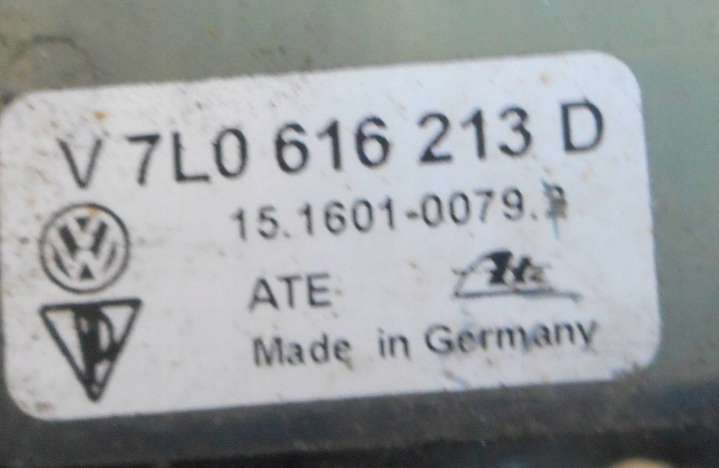 V 7L0 616 213 D
15.1601-0079.
ATE
Made in Germany